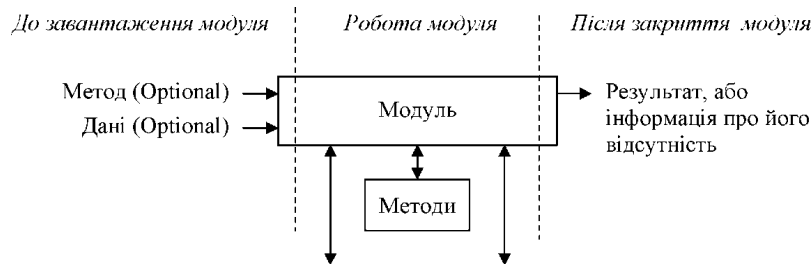 До завантаження модуля
Робота модуля
Після закриття модуля
Метод (Optional)
Дані (Optional)
Модуль
Результат, або
інформація про його
відсутність
Методи